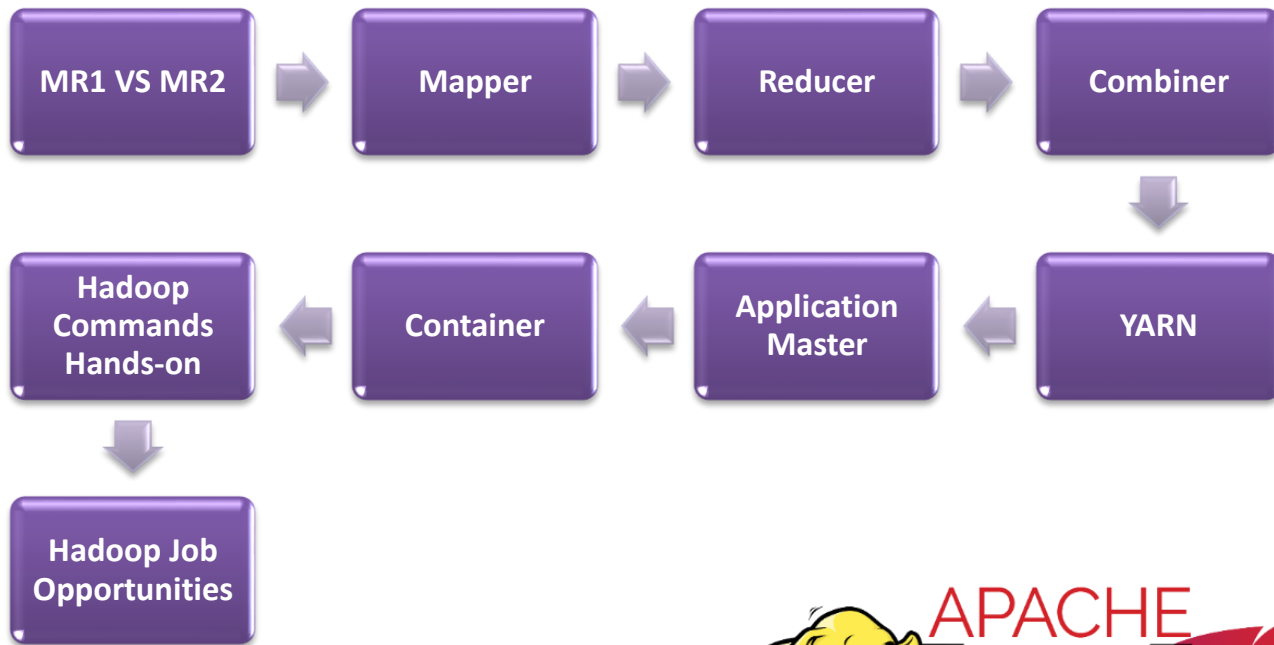 MR1 VS MR2
Mapper
Reducer
Combiner
YARN
Application
Master
Container
Hadoop
Commands
Hands-on
Hadoop Job
Opportunities
APACHE